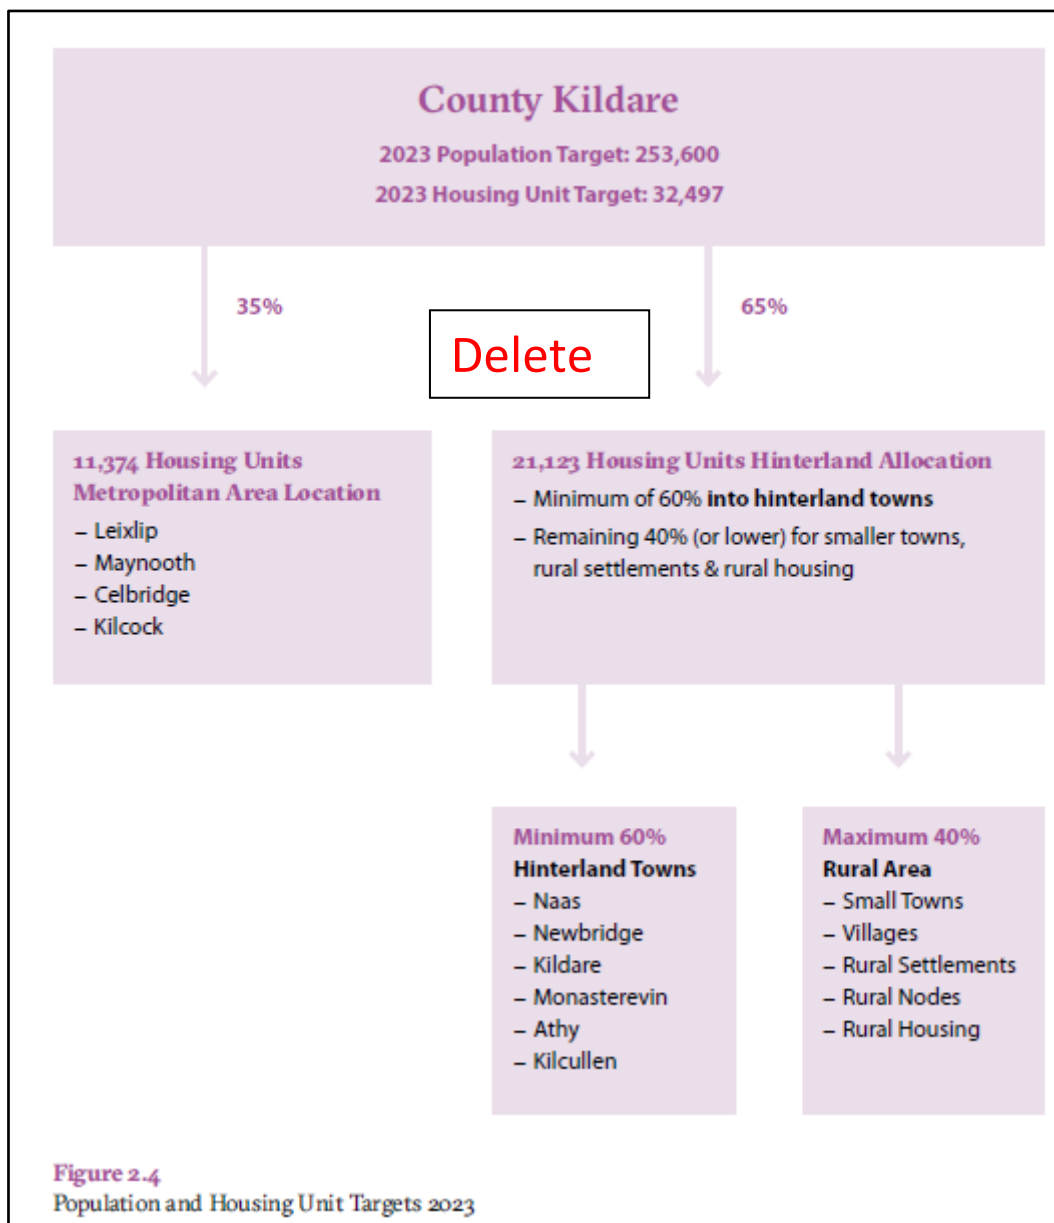 County Kildare
2023 Population Target: 253,600
2023 Housing Unit Target: 32,497
35%
65%
Delete
11,374 Housing Units
Metropolitan Area Location
– Leixlip
– Maynooth
– Celbridge
– Kilcock
21,123 Housing Units Hinterland Allocation
– Minimum of 60% into hinterland towns
– Remaining 40% (or lower) for smaller towns,
rural settlements & rural housing
Minimum 60%
Hinterland Towns
– Naas
– Newbridge
– Kildare
– Monasterevin
– Athy
– Kilcullen
Maximum 40%
Rural Area
– Small Towns
– Villages
– Rural Settlements
– Rural Nodes
– Rural Housing
Figure 2.4
Population and Housing Unit Targets 2023